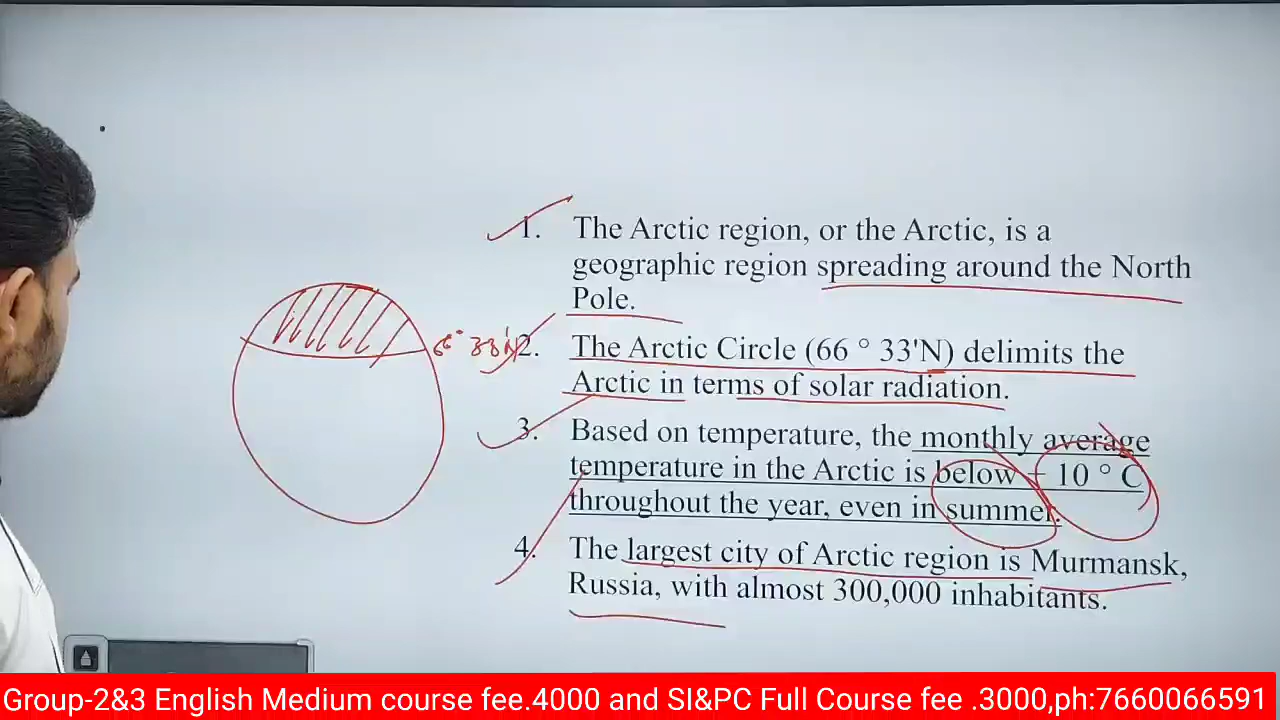 1. The Arctic region, or the Arctic, is a
geographic region spreading around the North
Pole.
66° 33'N
2. The Arctic Circle (66 ° 33'N) delimits the
Arctic in terms of solar radiation.
3. Based on temperature, the monthly average
temperature in the Arctic is below + 10 ° C
throughout the year, even in summer.
4. The largest city of Arctic region is Murmansk,
Russia, with almost 300,000 inhabitants.
Group-2&3 English Medium course fee.4000 and SI&PC Full Course fee .3000,ph:7660066591